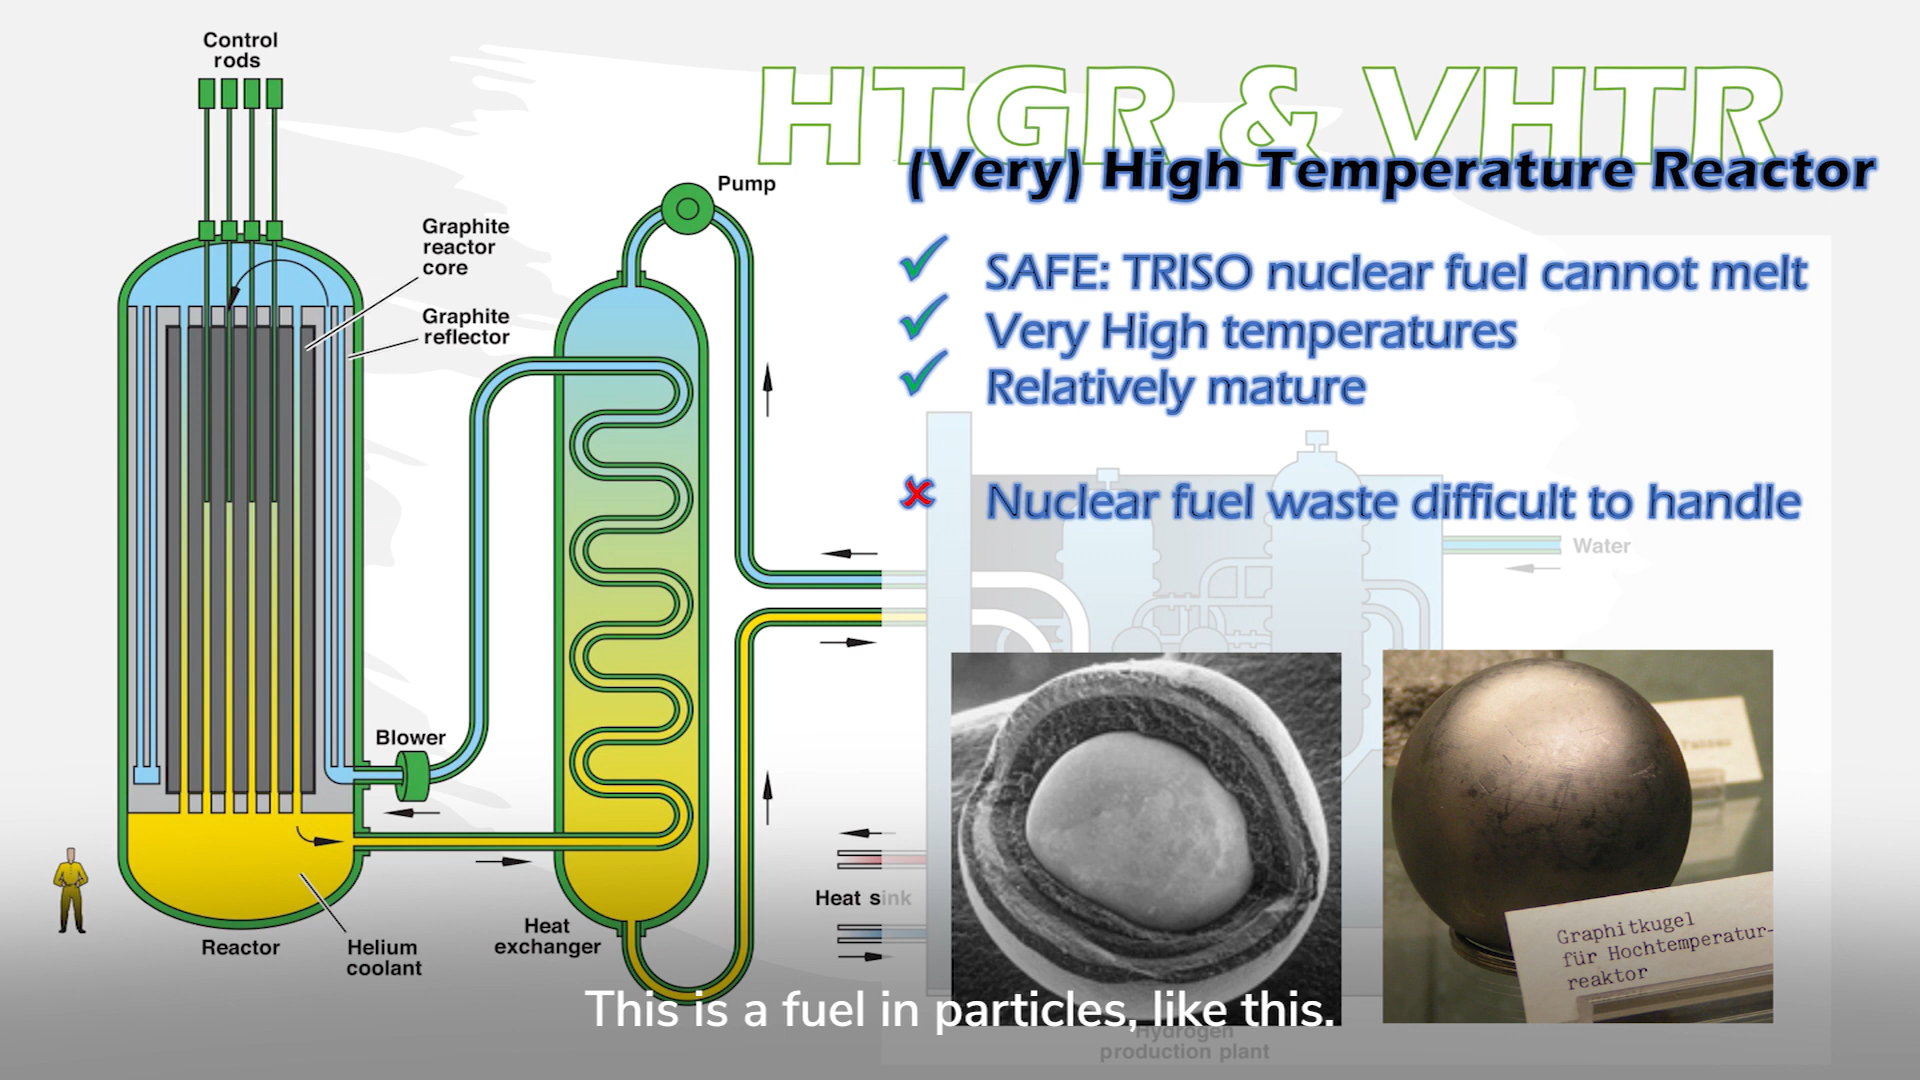 Control
rods
HTGR & VHTR
(Very) High Temperature Reactor
Pump
Graphite
reactor
core
Graphite
reflector
SAFE: TRISO nuclear fuel cannot melt
Very High temperatures
Relatively mature
Nuclear fuel waste difficult to handle
Water
Blower
Heat sink
Heat
exchanger
Reactor
Helium
coolant
Graphitkugel
für Hochtemperatur-
reaktor
This is a fuel in particles, like this.
Hydrogen
production plant